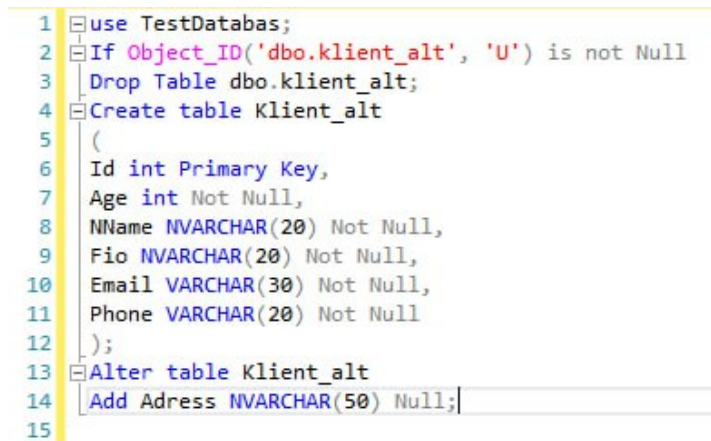 1 use TestDatabas;
2 If Object_ID('dbo.klient_alt', 'U') is not Null
3 Drop Table dbo.klient_alt;
4 Create table Klient_alt
5 (
6 Id int Primary Key,
7 Age int Not Null,
8 NName NVARCHAR(20) Not Null,
9 Fio NVARCHAR(20) Not Null,
10 Email VARCHAR(30) Not Null,
11 Phone VARCHAR(20) Not Null
12 );
13 Alter table Klient_alt
14 Add Adress NVARCHAR(50) Null;
15